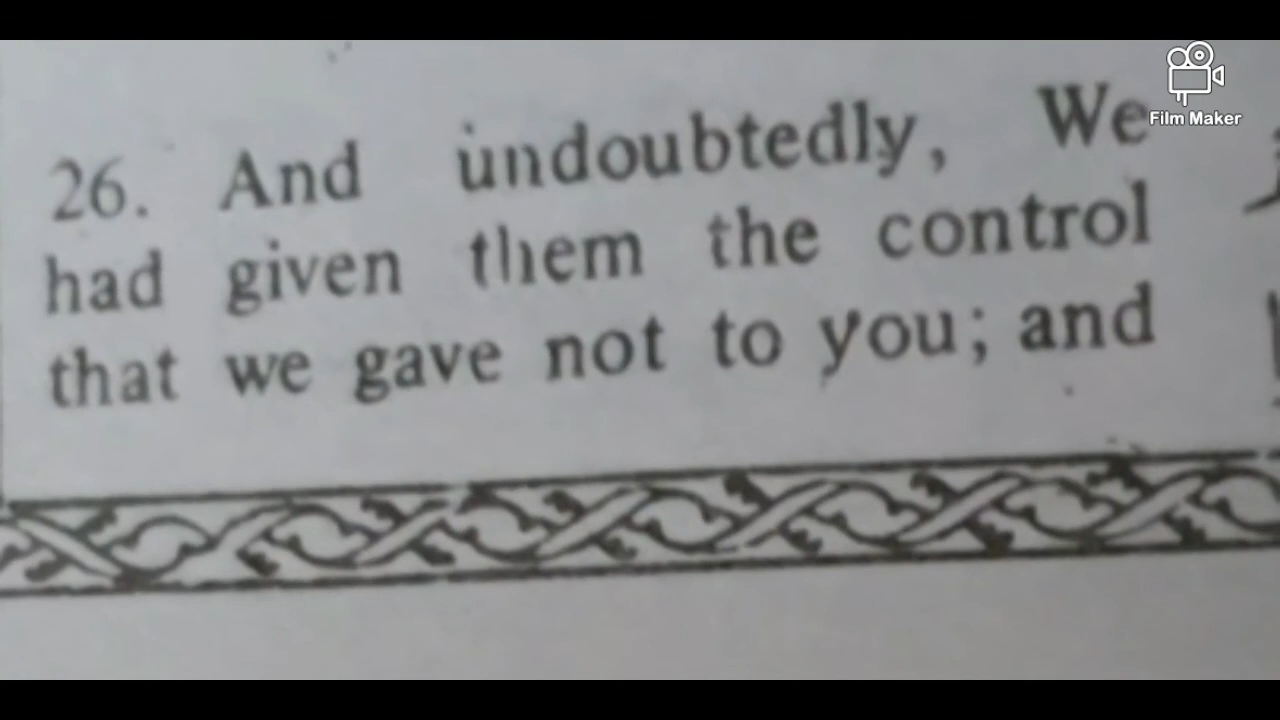 Film Maker
26. And undoubtedly, We
had given them the control
that we gave not to you; and